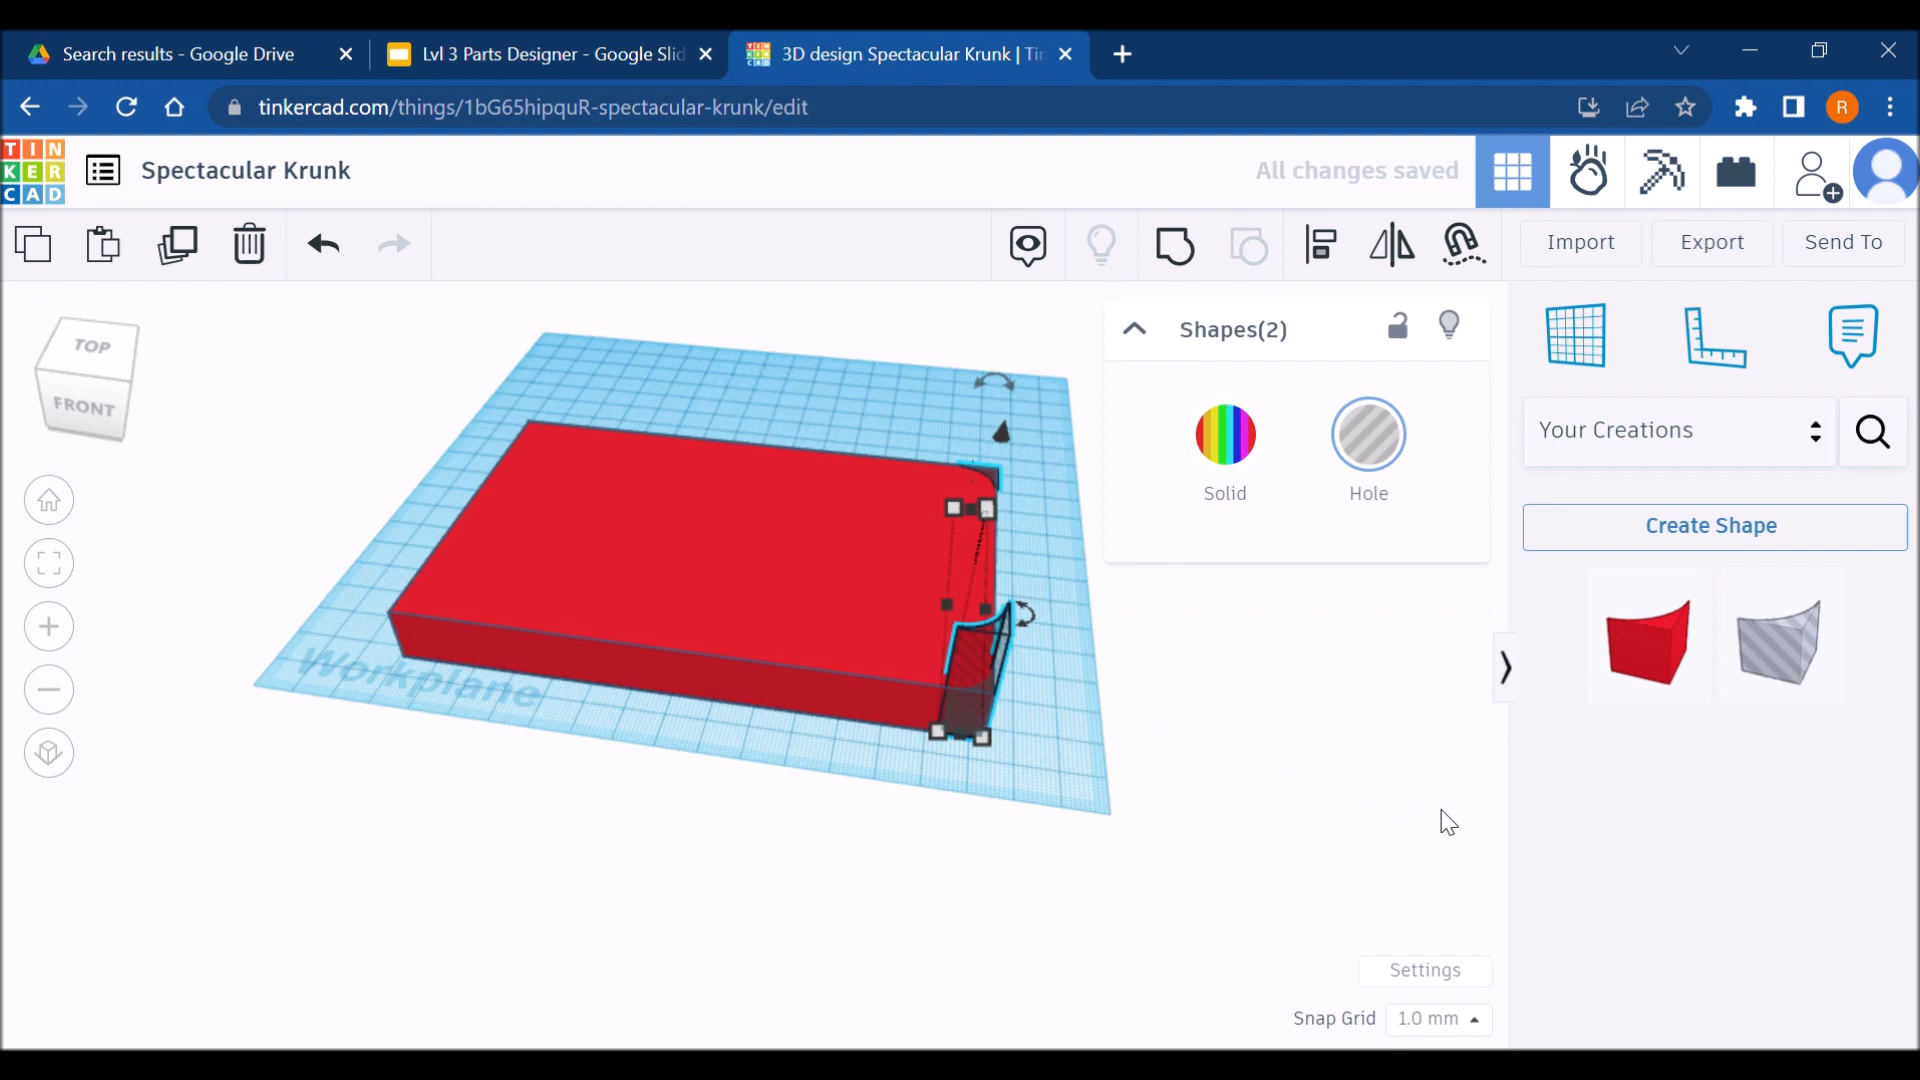 Search results - Google Drive
Lvl 3 Parts Designer - Google Slid
3D design Spectacular Krunk | Tin
tinkercad.com/things/1bG65hipquR-spectacular-krunk/edit
R
TIN
KER
CAD
Spectacular Krunk
All changes saved
Import
Export
Send To
TOP
FRONT
Shapes(2)
Solid
Hole
Your Creations
Create Shape
Workplane
Settings
Snap Grid
1.0 mm